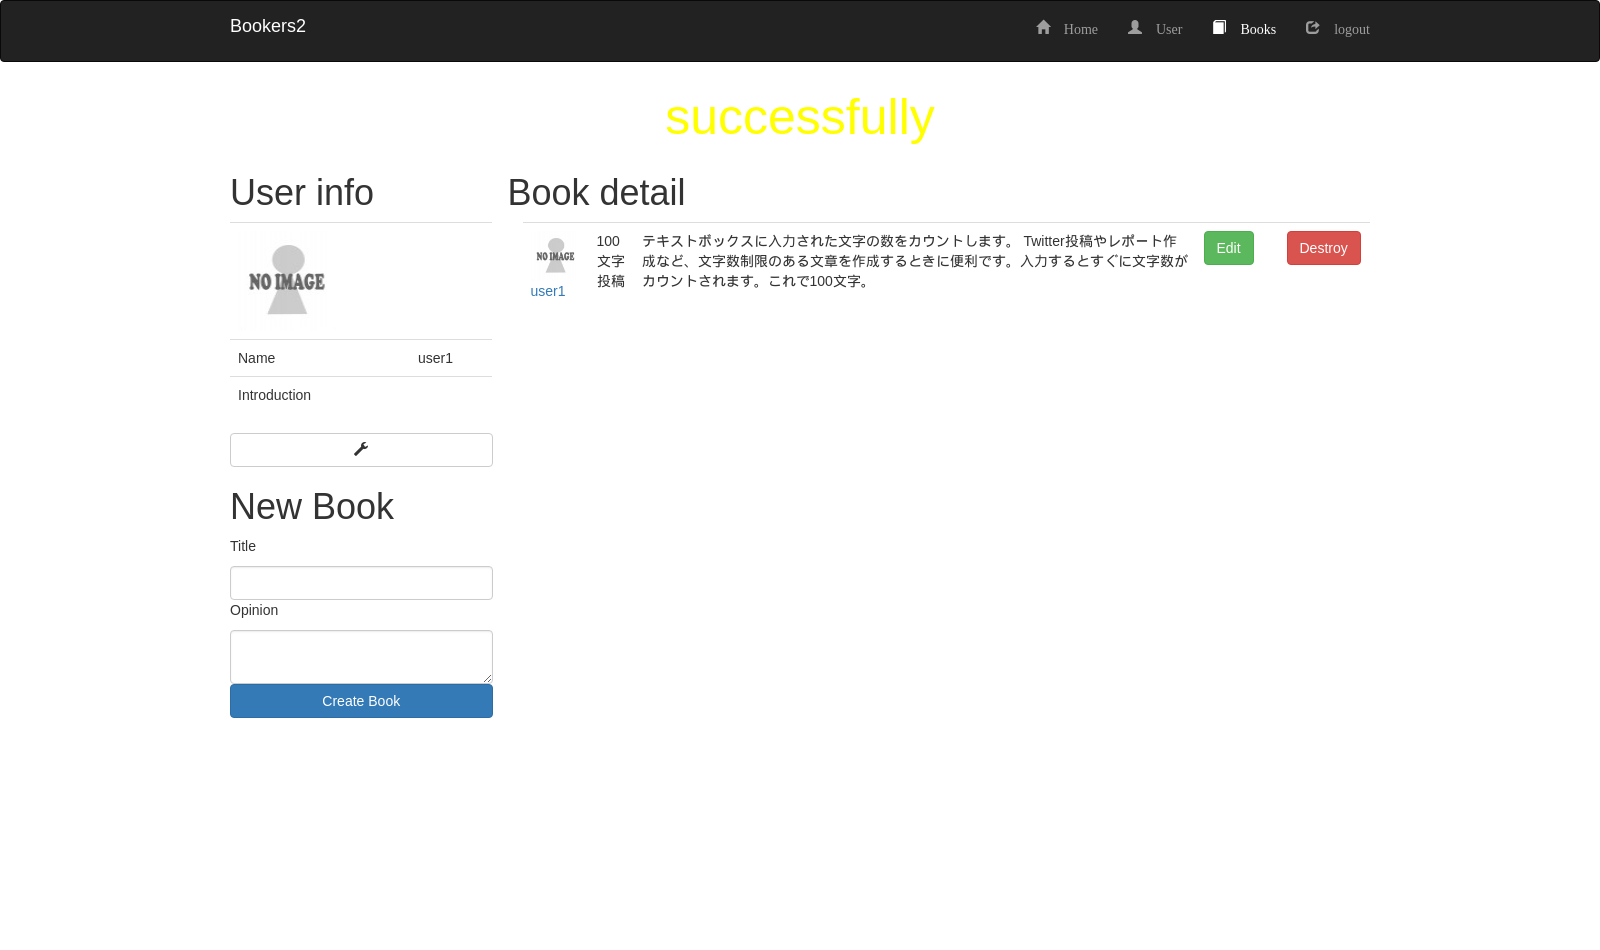 Bookers2
Home
User
Books
logout
successfully
User info
NO IMAGE
Name
user1
Introduction
New Book
Title
Opinion
Create Book
Book detail
NO IMAGE
user1
100
文字
投稿
テキストボックスに入力された文字の数をカウントします。 Twitter投稿やレポート作
成など、文字数制限のある文章を作成するときに便利です。入力するとすぐに文字数が
カウントされます。これで100文字。
Edit
Destroy